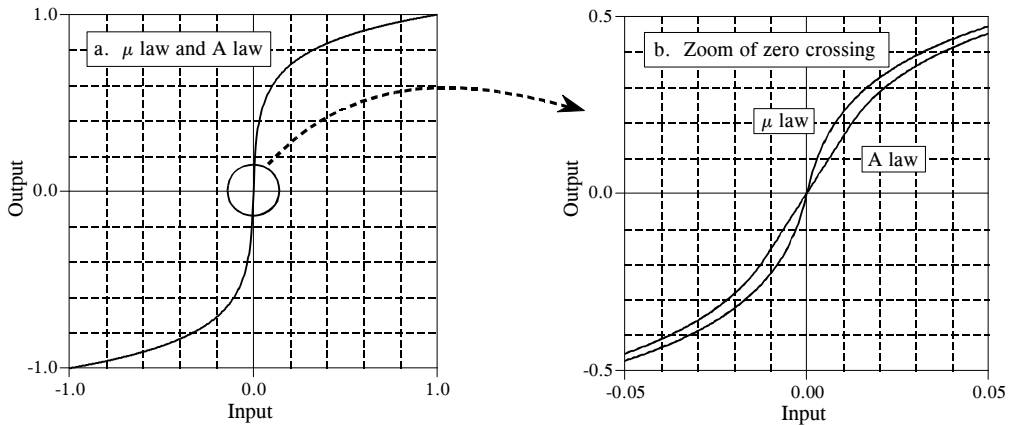 1.0
a. μ law and A law
Output
0.0
-1.0
-1.0
0.0
1.0
Input
0.5
b. Zoom of zero crossing
μ law
A law
Output
0.0
-0.5
-0.05
0.00
0.05
Input